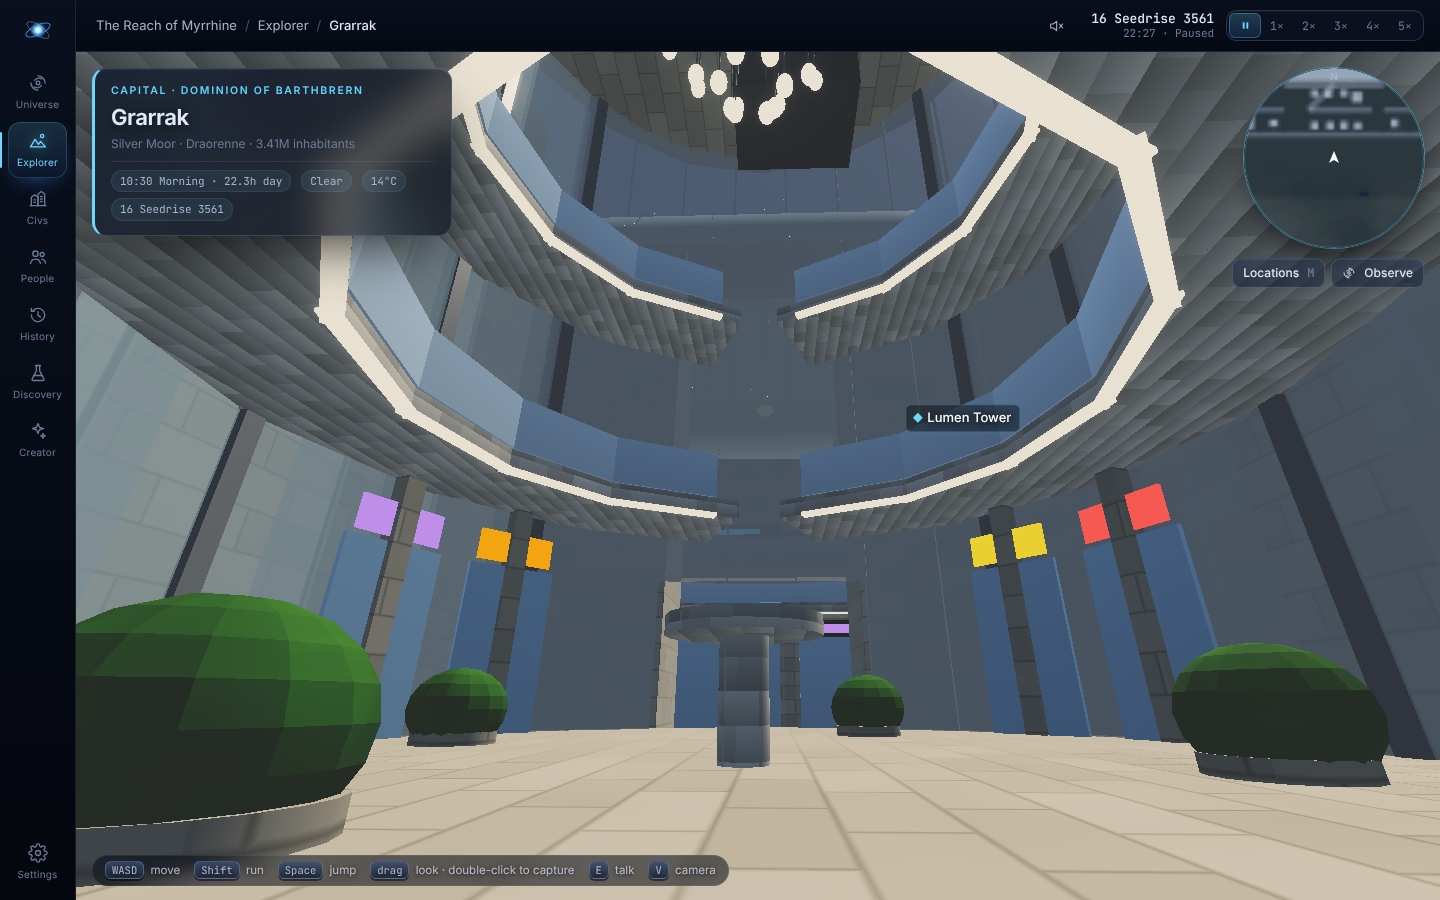 The Reach of Myrrhine / Explorer / Grarrak
16 Seedrise 3561
22:27 · Paused
1× 2× 3× 4× 5×
Universe
Explorer
Civs
People
History
Discovery
Creator
Settings
CAPITAL · DOMINION OF BARTHBRERN
Grarrak
Silver Moor · Draorenne · 3.41M inhabitants
10:30 Morning · 22.3h day Clear 14°C
16 Seedrise 3561
N
Locations M Observe
Lumen Tower
WASD move Shift run Space jump drag look · double-click to capture E talk V camera